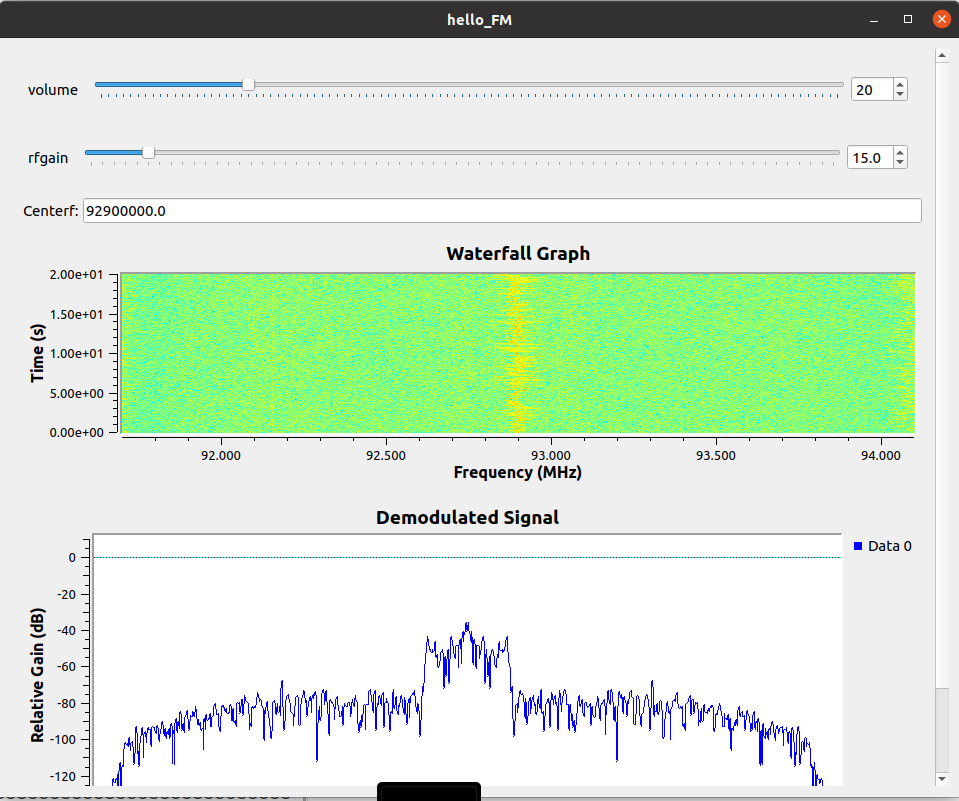 hello_FM
volume 20
rfgain 15.0
Centerf: 92900000.0
Waterfall Graph
2.00e+01
1.50e+01
1.00e+01
5.00e+00
0.00e+00
Time (s)
92.000 92.500 93.000 93.500 94.000
Frequency (MHz)
Demodulated Signal
Data 0
0
-20
-40
-60
-80
-100
-120
Relative Gain (dB)